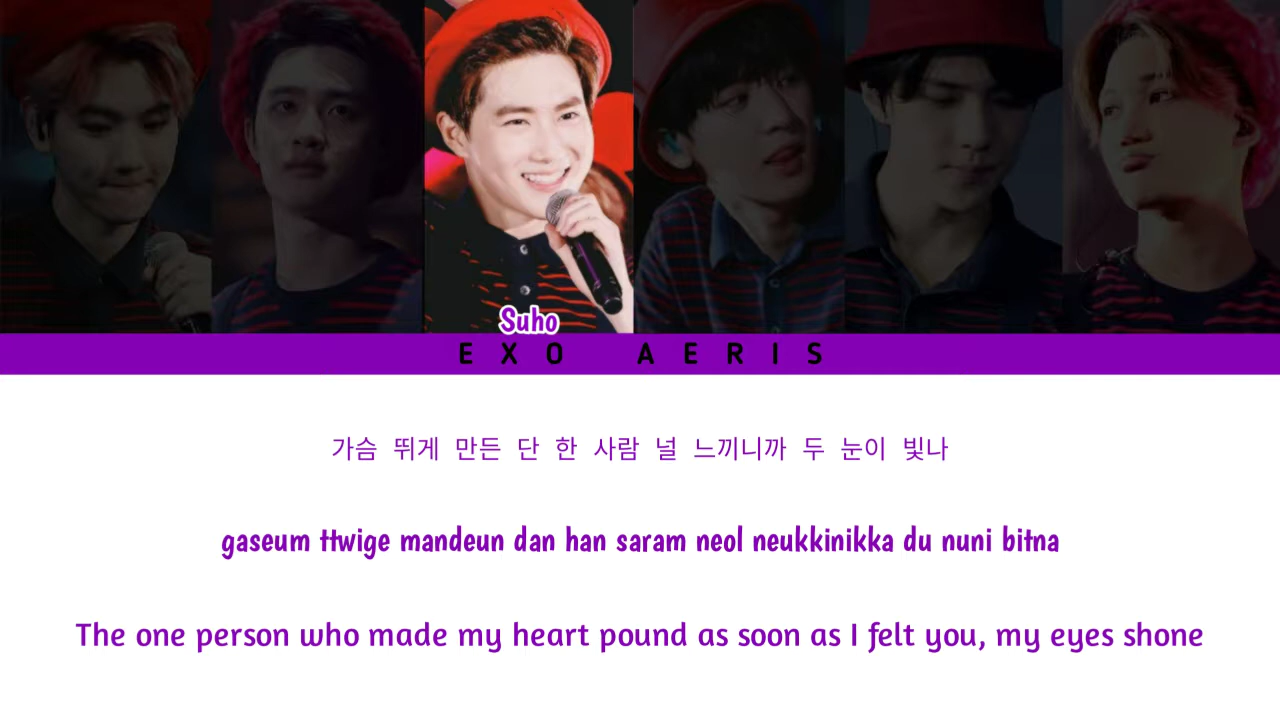 Suho
EXO AERIS
가슴 뛰게 만든 단 한 사람 널 느끼니까 두 눈이 빛나
gaseum ttwige mandeun dan han saram neol neukkinikka du nuni bitna
The one person who made my heart pound as soon as I felt you, my eyes shone